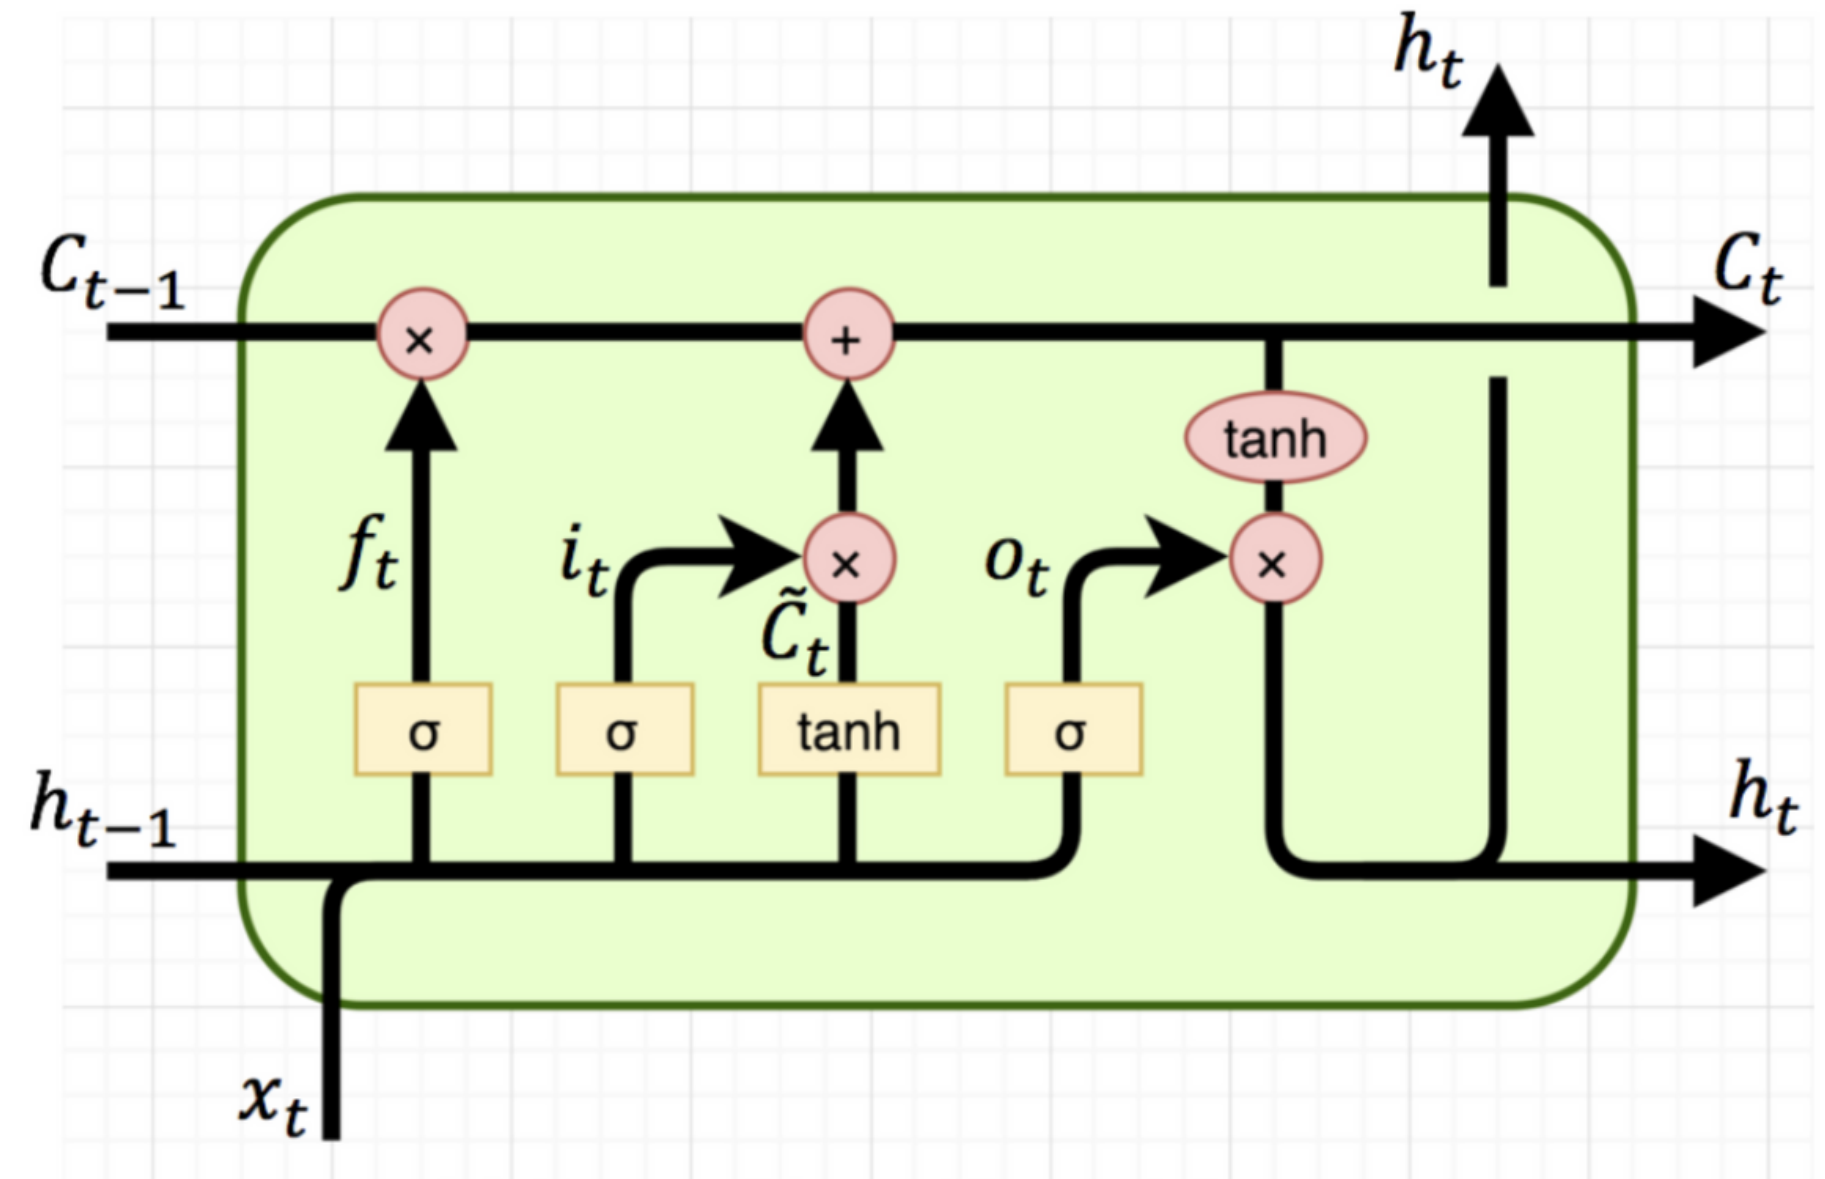 h_t
C_{t-1}
C_t
×
+
tanh
f_t
i_t
×
o_t
×
C̃_t
σ
σ
tanh
σ
h_{t-1}
h_t
x_t